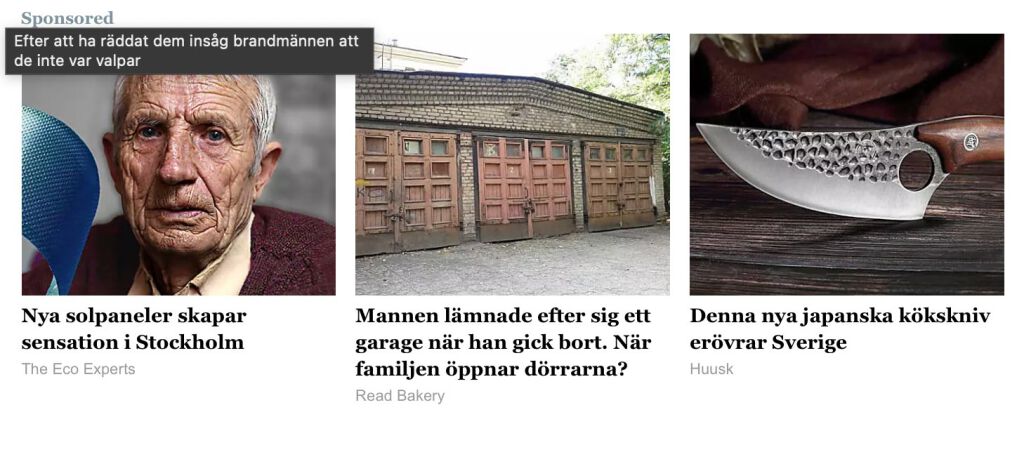 Sponsored
Efter att ha räddat dem insåg brandmännen att
de inte var valpar
Nya solpaneler skapar
sensation i Stockholm
The Eco Experts
Mannen lämnade efter sig ett
garage när han gick bort. När
familjen öppnar dörrarna?
Read Bakery
Denna nya japanska kökskniv
erövrar Sverige
Huusk